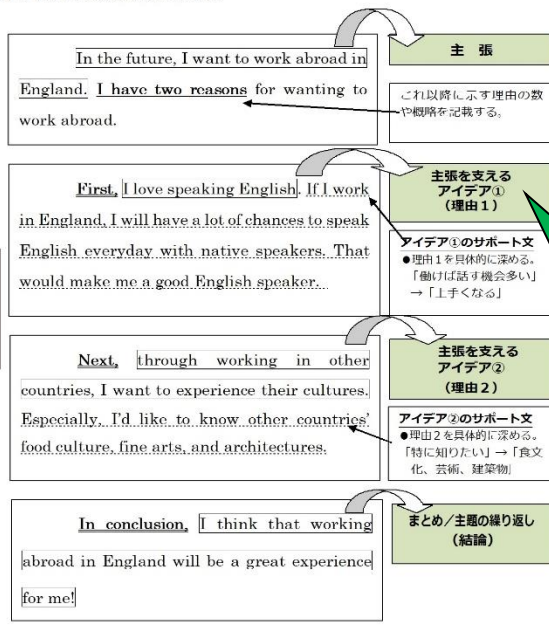 In the future, I want to work abroad in
England. I have two reasons for wanting to
work abroad.
主 張
これ以降に示す理由の数
や概略を記載する。
First, I love speaking English. If I work
in England, I will have a lot of chances to speak
English everyday with native speakers. That
would make me a good English speaker.
主張を支える
アイデア①
(理由1)
アイデア①のサポート文
●理由1を具体的に深める。
「働けば話す機会多い」
→「上手くなる」
Next, through working in other
countries, I want to experience their cultures.
Especially, I'd like to know other countries'
food culture, fine arts, and architectures.
主張を支える
アイデア②
(理由2)
アイデア②のサポート文
●理由2を具体的に深める。
「特に知りたい」→「食文
化、芸術、建築物」
In conclusion, I think that working
abroad in England will be a great experience
for me!
まとめ/主題の繰り返し
(結論)